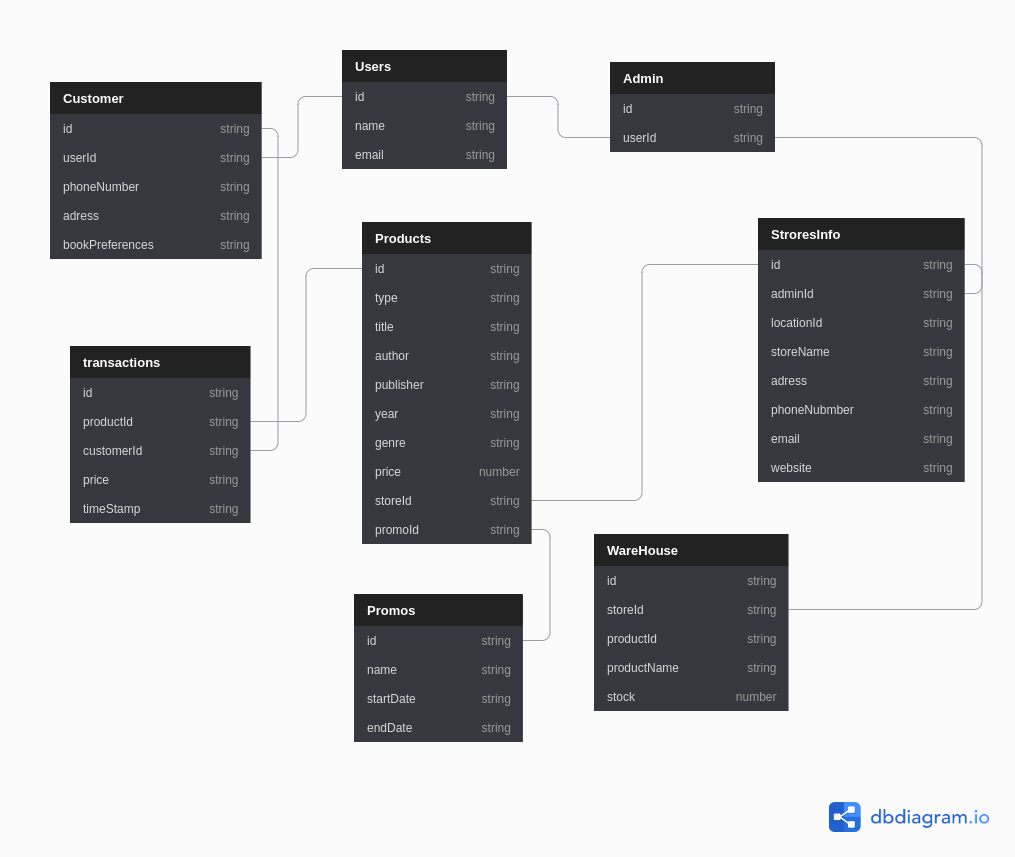 Customer
id string
userId string
phoneNumber string
adress string
bookPreferences string
Users
id string
name string
email string
Admin
id string
userId string
transactions
id string
productId string
customerId string
price string
timeStamp string
Products
id string
type string
title string
author string
publisher string
year string
genre string
price number
storeId string
promoId string
StroresInfo
id string
adminId string
locationId string
storeName string
adress string
phoneNubmber string
email string
website string
Promos
id string
name string
startDate string
endDate string
WareHouse
id string
storeId string
productId string
productName string
stock number
dbdiagram.io